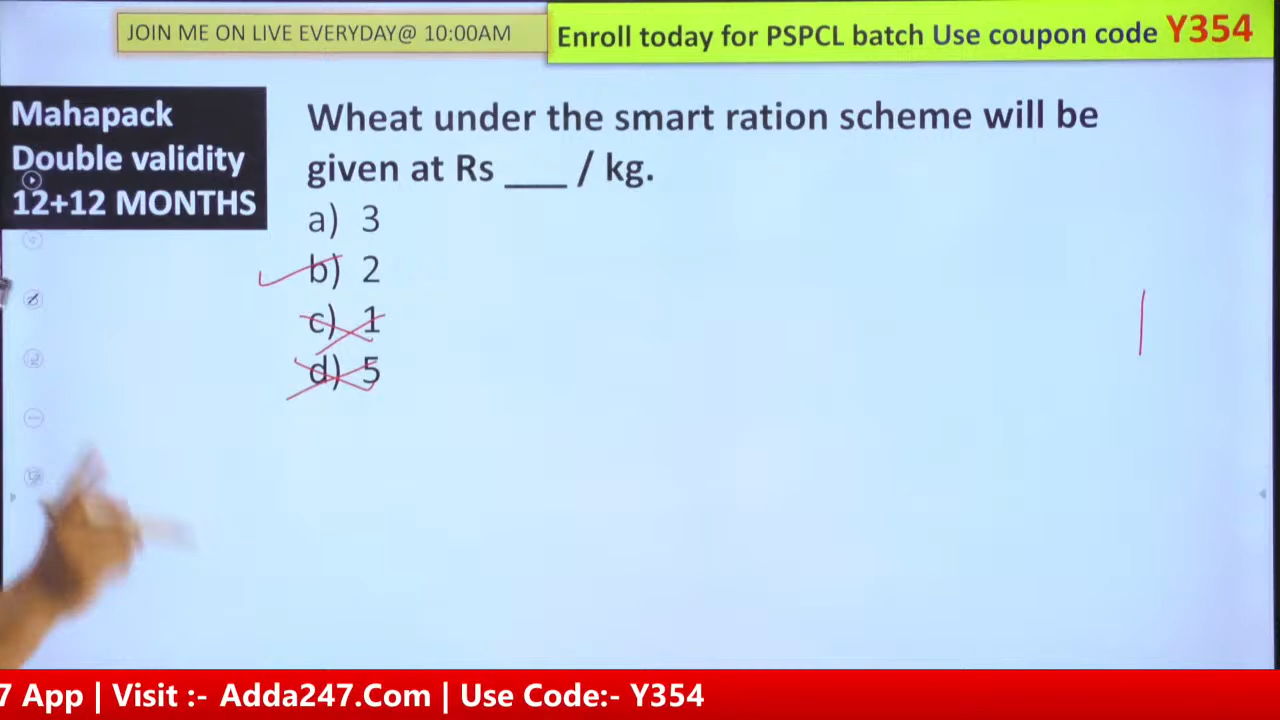 JOIN ME ON LIVE EVERYDAY@ 10:00AM
Enroll today for PSPCL batch Use coupon code Y354
Mahapack
Double validity
12+12 MONTHS
Wheat under the smart ration scheme will be
given at Rs ___ / kg.
a) 3
b) 2
c) 1
d) 5
7 App | Visit :- Adda247.Com | Use Code:- Y354